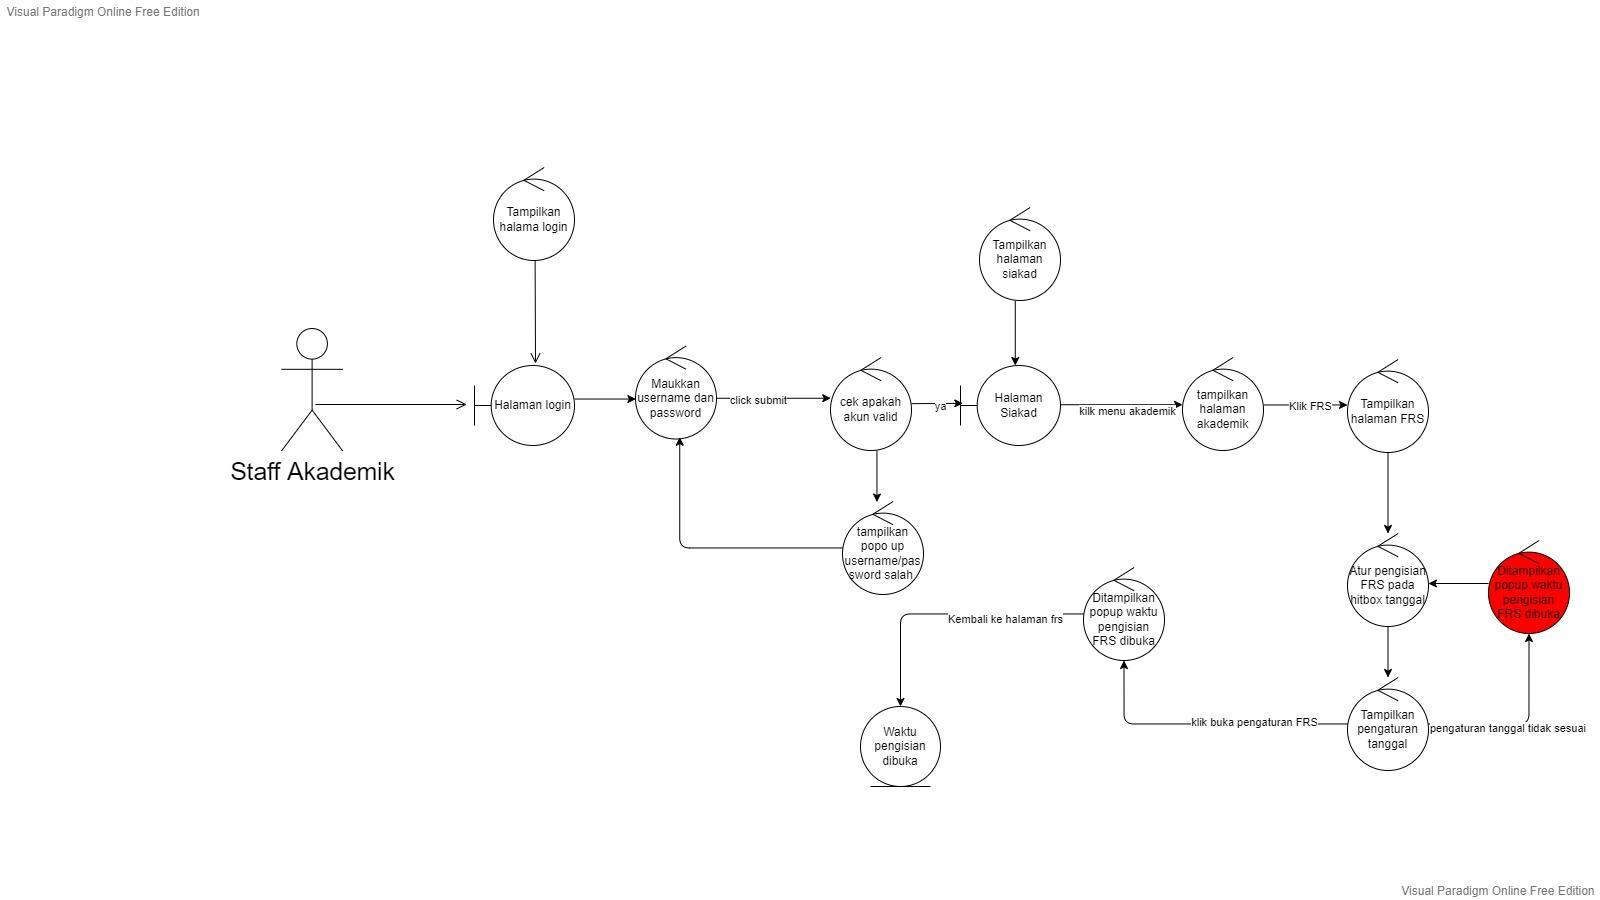 Visual Paradigm Online Free Edition
Tampilkan
halama login
Tampilkan
halaman
siakad
Staff Akademik
Halaman login
Maukkan
username dan
password
click submit
cek apakah
akun valid
ya
Halaman
Siakad
kilk menu akademik
tampilkan
halaman
akademik
Klik FRS
Tampilkan
halaman FRS
tampilkan
popo up
username/pas
sword salah
Atur pengisian
FRS pada
hitbox tanggal
Ditampilkan
popup waktu
pengisian
FRS dibuka
Ditampilkan
popup waktu
pengisian
FRS dibuka
Kembali ke halaman frs
Waktu
pengisian
dibuka
klik buka pengaturan FRS
Tampilkan
pengaturan
tanggal
pengaturan tanggal tidak sesuai
Visual Paradigm Online Free Edition